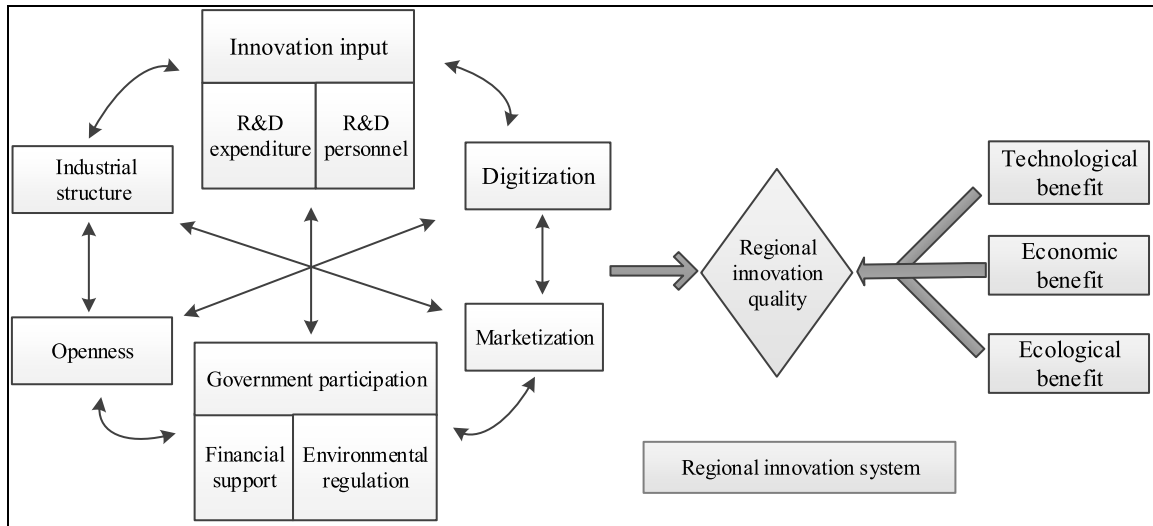 Innovation input
R&D
expenditure
R&D
personnel
Industrial
structure
Digitization
Openness
Marketization
Government participation
Financial
support
Environmental
regulation
Regional
innovation
quality
Technological
benefit
Economic
benefit
Ecological
benefit
Regional innovation system